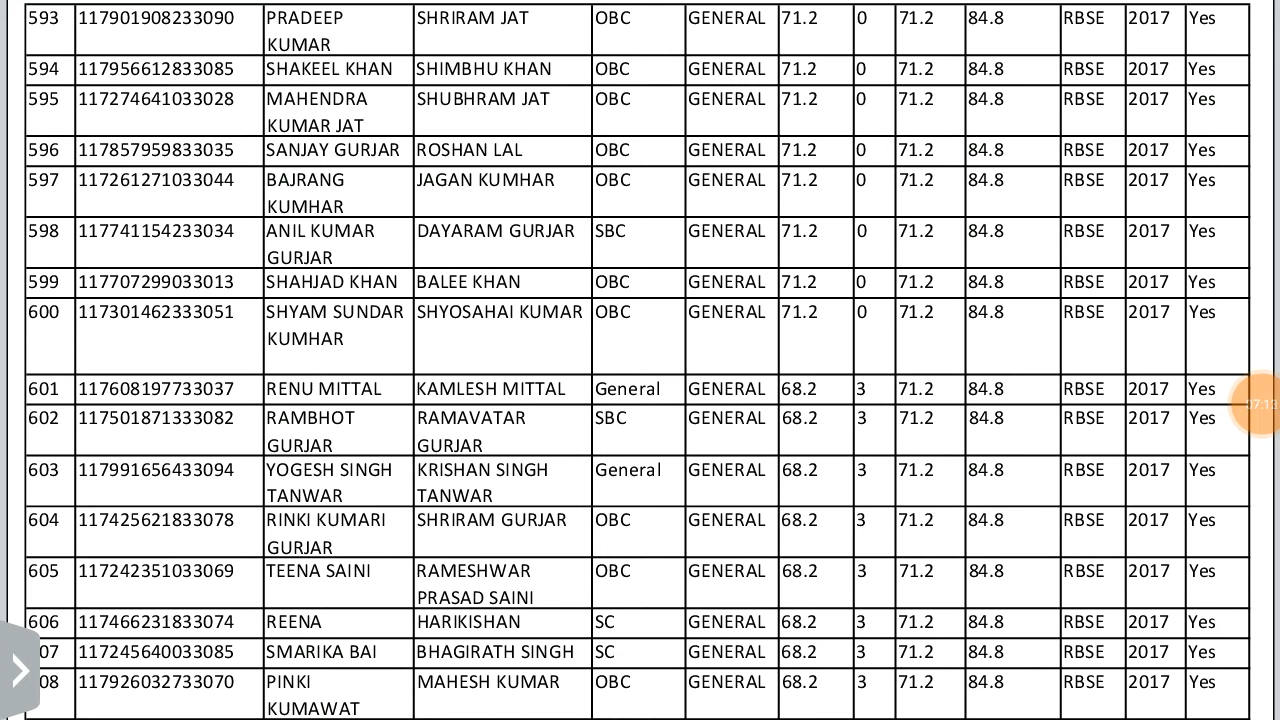 593 117901908233090 PRADEEP SHRIRAM JAT OBC GENERAL 71.2 0 71.2 84.8 RBSE 2017 Yes
KUMAR
594 117956612833085 SHAKEEL KHAN SHIMBHU KHAN OBC GENERAL 71.2 0 71.2 84.8 RBSE 2017 Yes
595 117274641033028 MAHENDRA SHUBHRAM JAT OBC GENERAL 71.2 0 71.2 84.8 RBSE 2017 Yes
KUMAR JAT
596 117857959833035 SANJAY GURJAR ROSHAN LAL OBC GENERAL 71.2 0 71.2 84.8 RBSE 2017 Yes
597 117261271033044 BAJRANG JAGAN KUMHAR OBC GENERAL 71.2 0 71.2 84.8 RBSE 2017 Yes
KUMHAR
598 117741154233034 ANIL KUMAR DAYARAM GURJAR SBC GENERAL 71.2 0 71.2 84.8 RBSE 2017 Yes
GURJAR
599 117707299033013 SHAHJAD KHAN BALEE KHAN OBC GENERAL 71.2 0 71.2 84.8 RBSE 2017 Yes
600 117301462333051 SHYAM SUNDAR SHYOSAHAI KUMAR OBC GENERAL 71.2 0 71.2 84.8 RBSE 2017 Yes
KUMHAR
601 117608197733037 RENU MITTAL KAMLESH MITTAL General GENERAL 68.2 3 71.2 84.8 RBSE 2017 Yes
07:13
602 117501871333082 RAMBHOT RAMAVATAR SBC GENERAL 68.2 3 71.2 84.8 RBSE 2017 Yes
GURJAR GURJAR
603 117991656433094 YOGESH SINGH KRISHAN SINGH General GENERAL 68.2 3 71.2 84.8 RBSE 2017 Yes
TANWAR TANWAR
604 117425621833078 RINKI KUMARI SHRIRAM GURJAR OBC GENERAL 68.2 3 71.2 84.8 RBSE 2017 Yes
GURJAR
605 117242351033069 TEENA SAINI RAMESHWAR OBC GENERAL 68.2 3 71.2 84.8 RBSE 2017 Yes
PRASAD SAINI
606 117466231833074 REENA HARIKISHAN SC GENERAL 68.2 3 71.2 84.8 RBSE 2017 Yes
07 117245640033085 SMARIKA BAI BHAGIRATH SINGH SC GENERAL 68.2 3 71.2 84.8 RBSE 2017 Yes
08 117926032733070 PINKI MAHESH KUMAR OBC GENERAL 68.2 3 71.2 84.8 RBSE 2017 Yes
KUMAWAT